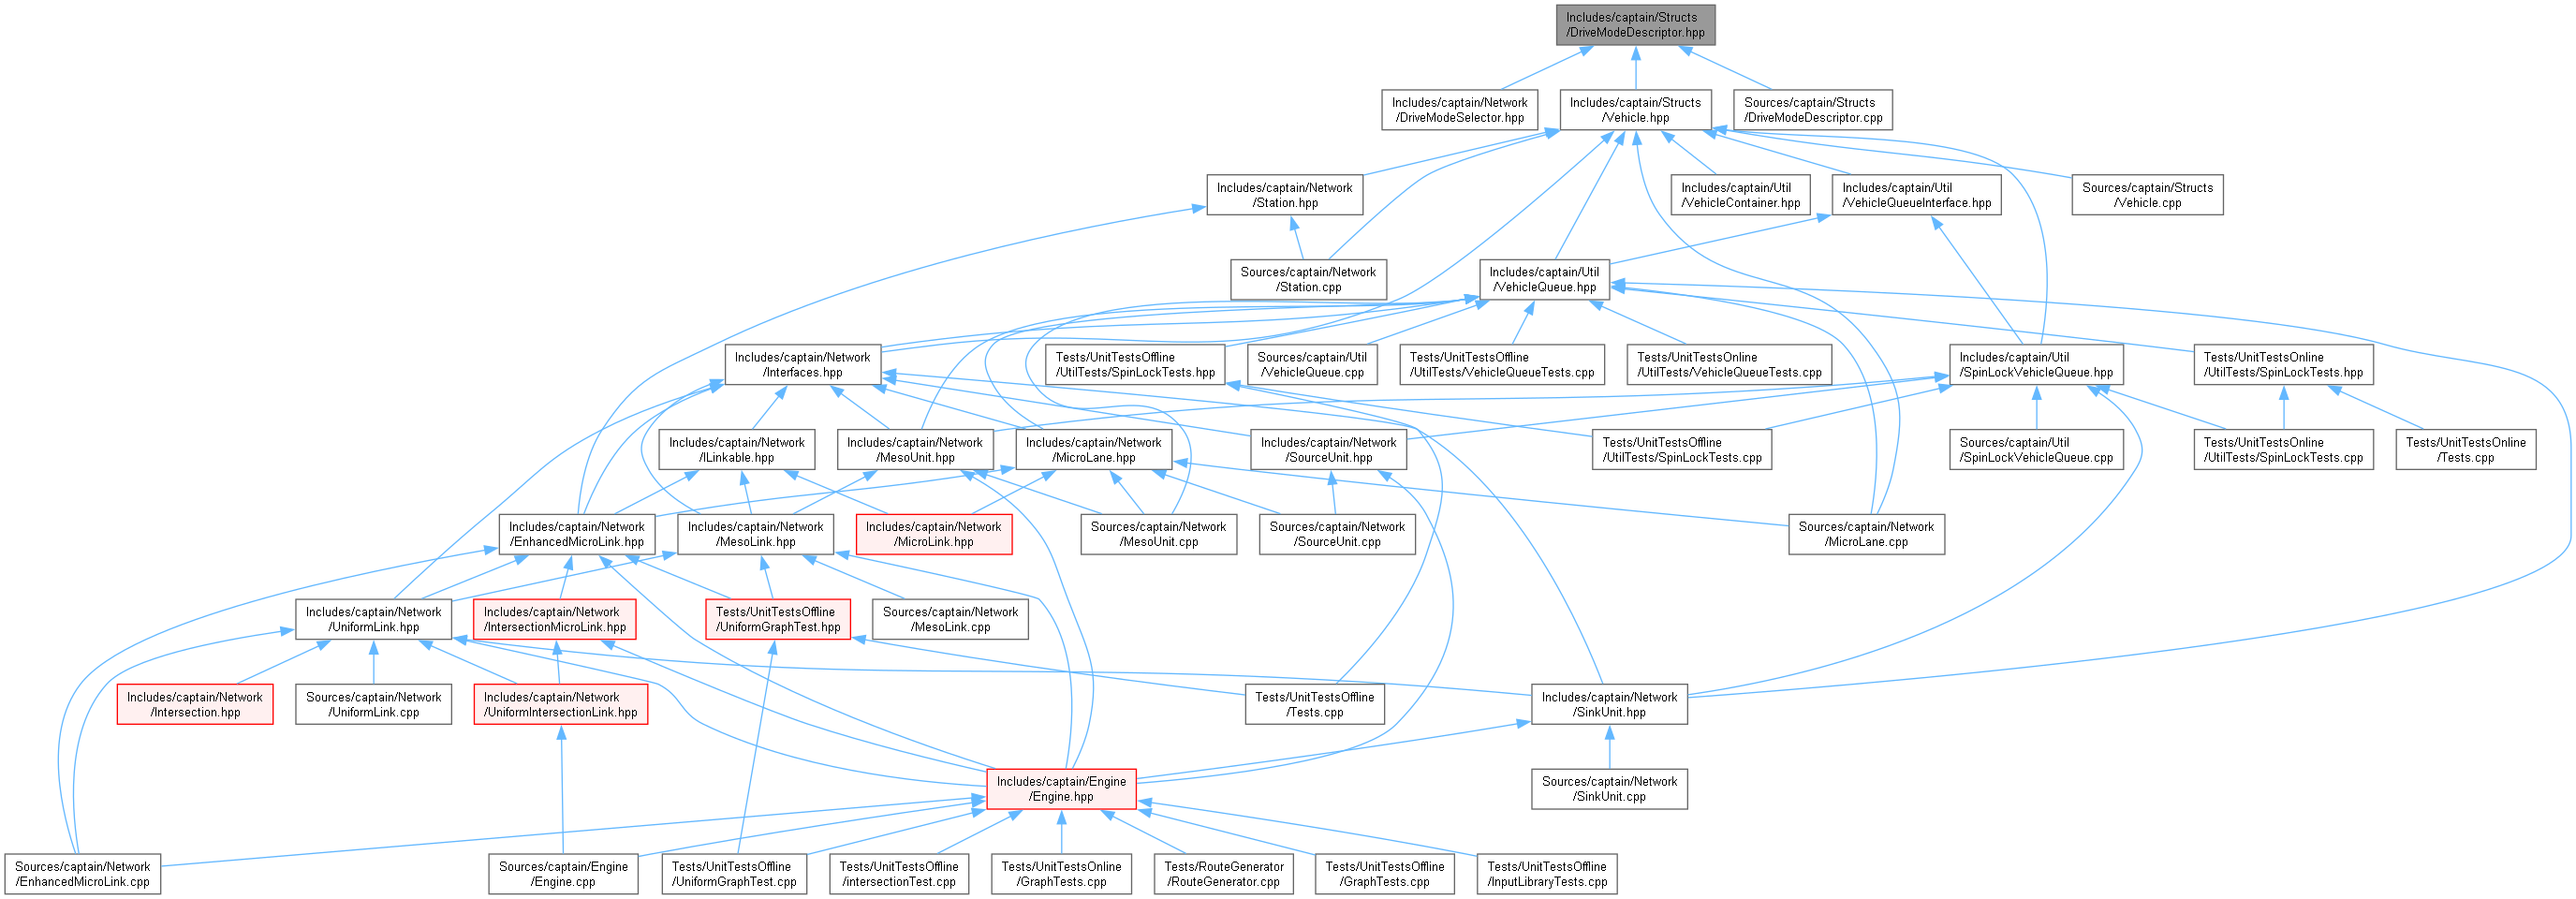 Includes/captain/Structs
/DriveModeDescriptor.hpp
Includes/captain/Network
/DriveModeSelector.hpp
Includes/captain/Structs
/Vehicle.hpp
Sources/captain/Structs
/DriveModeDescriptor.cpp
Includes/captain/Network
/Station.hpp
Includes/captain/Util
/VehicleContainer.hpp
Includes/captain/Util
/VehicleQueueInterface.hpp
Sources/captain/Structs
/Vehicle.cpp
Sources/captain/Network
/Station.cpp
Includes/captain/Util
/VehicleQueue.hpp
Includes/captain/Network
/Interfaces.hpp
Tests/UnitTestsOffline
/UtilTests/SpinLockTests.hpp
Sources/captain/Util
/VehicleQueue.cpp
Tests/UnitTestsOffline
/UtilTests/VehicleQueueTests.cpp
Tests/UnitTestsOnline
/UtilTests/VehicleQueueTests.cpp
Includes/captain/Util
/SpinLockVehicleQueue.hpp
Tests/UnitTestsOnline
/UtilTests/SpinLockTests.hpp
Includes/captain/Network
/ILinkable.hpp
Includes/captain/Network
/MesoUnit.hpp
Includes/captain/Network
/MicroLane.hpp
Includes/captain/Network
/SourceUnit.hpp
Tests/UnitTestsOffline
/UtilTests/SpinLockTests.cpp
Sources/captain/Util
/SpinLockVehicleQueue.cpp
Tests/UnitTestsOnline
/UtilTests/SpinLockTests.cpp
Tests/UnitTestsOnline
/Tests.cpp
Includes/captain/Network
/EnhancedMicroLink.hpp
Includes/captain/Network
/MesoLink.hpp
Includes/captain/Network
/MicroLink.hpp
Sources/captain/Network
/MesoUnit.cpp
Sources/captain/Network
/SourceUnit.cpp
Sources/captain/Network
/MicroLane.cpp
Includes/captain/Network
/UniformLink.hpp
Includes/captain/Network
/IntersectionMicroLink.hpp
Tests/UnitTestsOffline
/UniformGraphTest.hpp
Sources/captain/Network
/MesoLink.cpp
Includes/captain/Network
/Intersection.hpp
Sources/captain/Network
/UniformLink.cpp
Includes/captain/Network
/UniformIntersectionLink.hpp
Tests/UnitTestsOffline
/Tests.cpp
Includes/captain/Network
/SinkUnit.hpp
Includes/captain/Engine
/Engine.hpp
Sources/captain/Network
/SinkUnit.cpp
Sources/captain/Network
/EnhancedMicroLink.cpp
Sources/captain/Engine
/Engine.cpp
Tests/UnitTestsOffline
/UniformGraphTest.cpp
Tests/UnitTestsOffline
/intersectionTest.cpp
Tests/UnitTestsOnline
/GraphTests.cpp
Tests/RouteGenerator
/RouteGenerator.cpp
Tests/UnitTestsOffline
/GraphTests.cpp
Tests/UnitTestsOffline
/InputLibraryTests.cpp